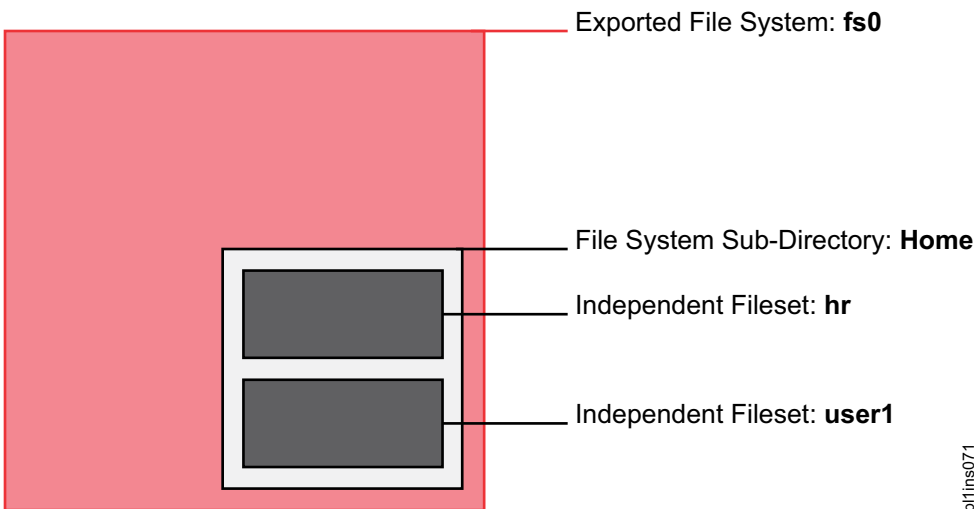 Exported File System: fs0
File System Sub-Directory: Home
Independent Fileset: hr
Independent Fileset: user1